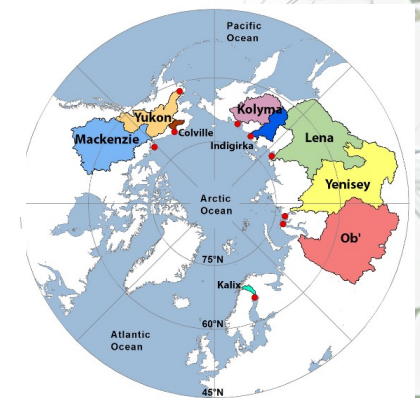 Pacific
Ocean
Kolyma
Yukon
Colville
Mackenzie
Indigirka
Lena
Yenisey
Arctic
Ocean
Ob'
75°N
Kalix
60°N
Atlantic
Ocean
45°N